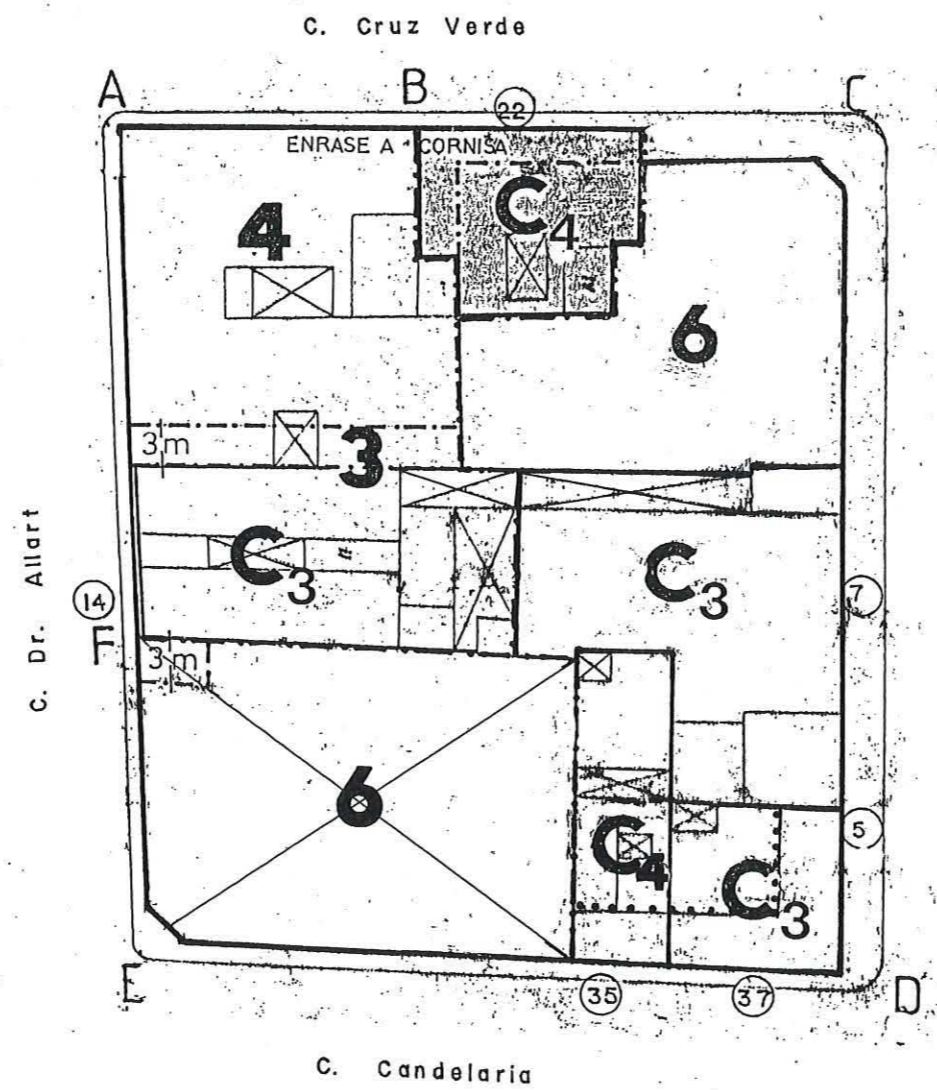 C. Cruz Verde
A
B
C
22
ENRASE A CORNISA
C4
4
6
3m
3
C. Dr. Allart
C3
C3
14
7
F
3m
6
5
C4
C3
E
35
37
D
C. Candelaria